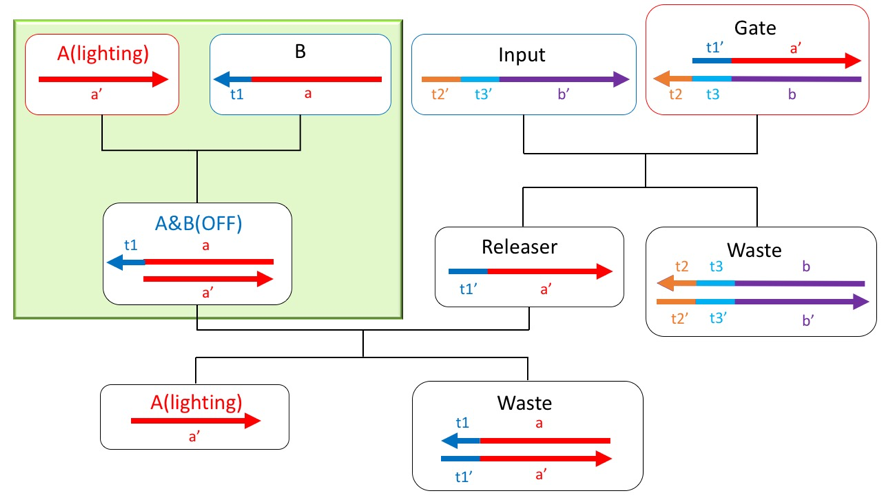 A(lighting)
a’
B
t1
a
Input
t2’
t3’
b’
Gate
t1’
a’
t2
t3
b
A&B(OFF)
t1
a
a’
Releaser
t1’
a’
Waste
t2
t3
b
t2’
t3’
b’
A(lighting)
a’
Waste
t1
a
t1’
a’